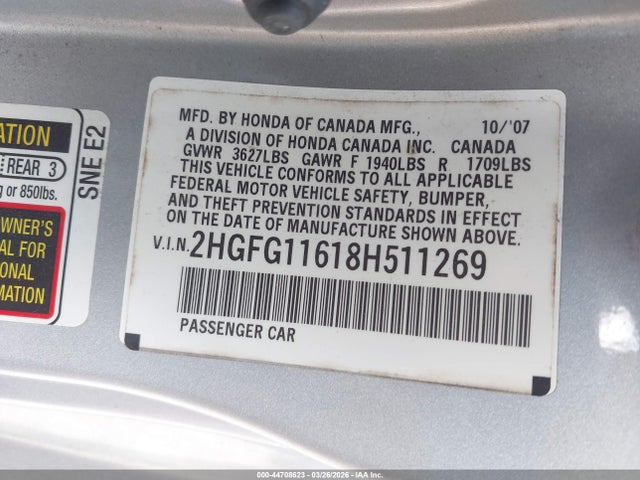 MFD. BY HONDA OF CANADA MFG., 10/'07
A DIVISION OF HONDA CANADA INC. CANADA
GVWR 3627LBS GAWR F 1940LBS R 1709LBS
THIS VEHICLE CONFORMS TO ALL APPLICABLE
FEDERAL MOTOR VEHICLE SAFETY, BUMPER,
AND THEFT PREVENTION STANDARDS IN EFFECT
ON THE DATE OF MANUFACTURE SHOWN ABOVE.
V.I.N. 2HGFG11618H511269
PASSENGER CAR
ATION
REAR 3
g or 850lbs.
SNE E2
OWNER'S
AL FOR
IONAL
RMATION
000-44708623 | 03/26/2026 - IAA Inc.